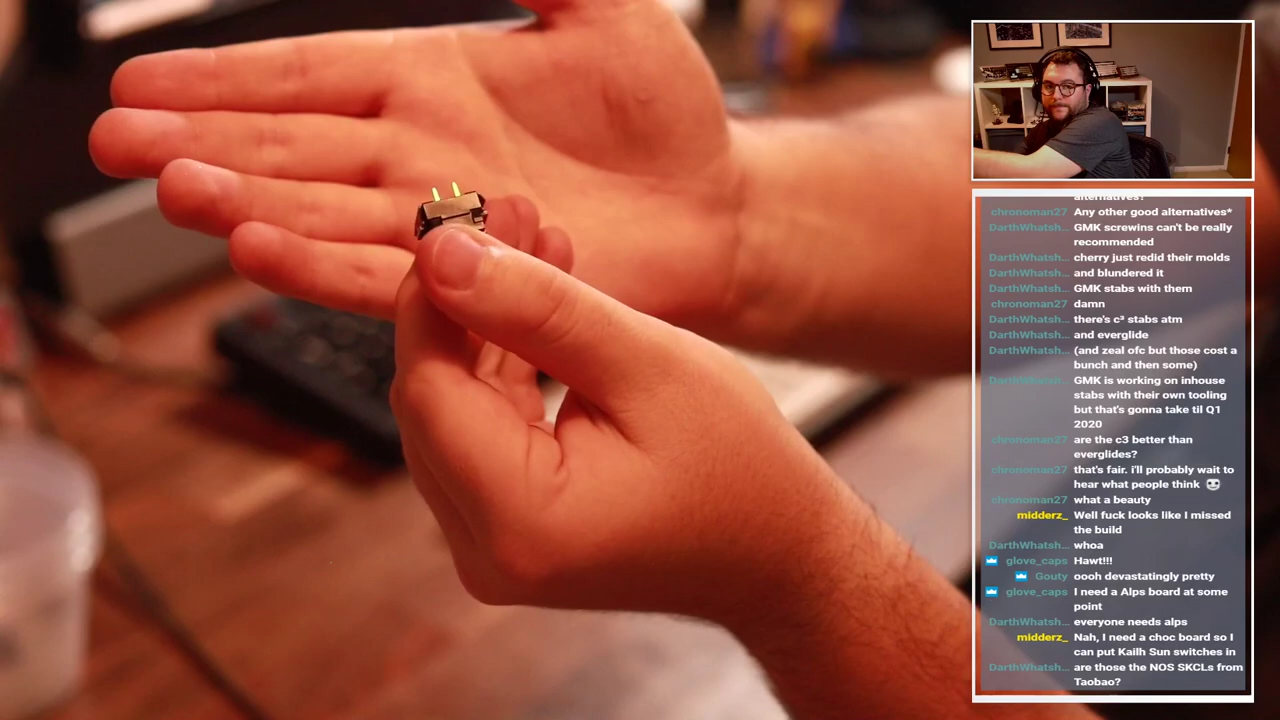 alternatives?
chronoman27 Any other good alternatives*
DarthWhatsh... GMK screwins can't be really
recommended
DarthWhatsh... cherry just redid their molds
DarthWhatsh... and blundered it
DarthWhatsh... GMK stabs with them
chronoman27 damn
DarthWhatsh... there's c³ stabs atm
DarthWhatsh... and everglide
DarthWhatsh... (and zeal ofc but those cost a
bunch and then some)
DarthWhatsh... GMK is working on inhouse
stabs with their own tooling
but that's gonna take til Q1
2020
chronoman27 are the c3 better than
everglides?
chronoman27 that's fair. i'll probably wait to
hear what people think
chronoman27 what a beauty
midderz_ Well fuck looks like I missed
the build
DarthWhatsh... whoa
glove_caps Hawt!!!
Gouty oooh devastatingly pretty
glove_caps I need a Alps board at some
point
DarthWhatsh... everyone needs alps
midderz_ Nah, I need a choc board so I
can put Kailh Sun switches in
DarthWhatsh... are those the NOS SKCLs from
Taobao?